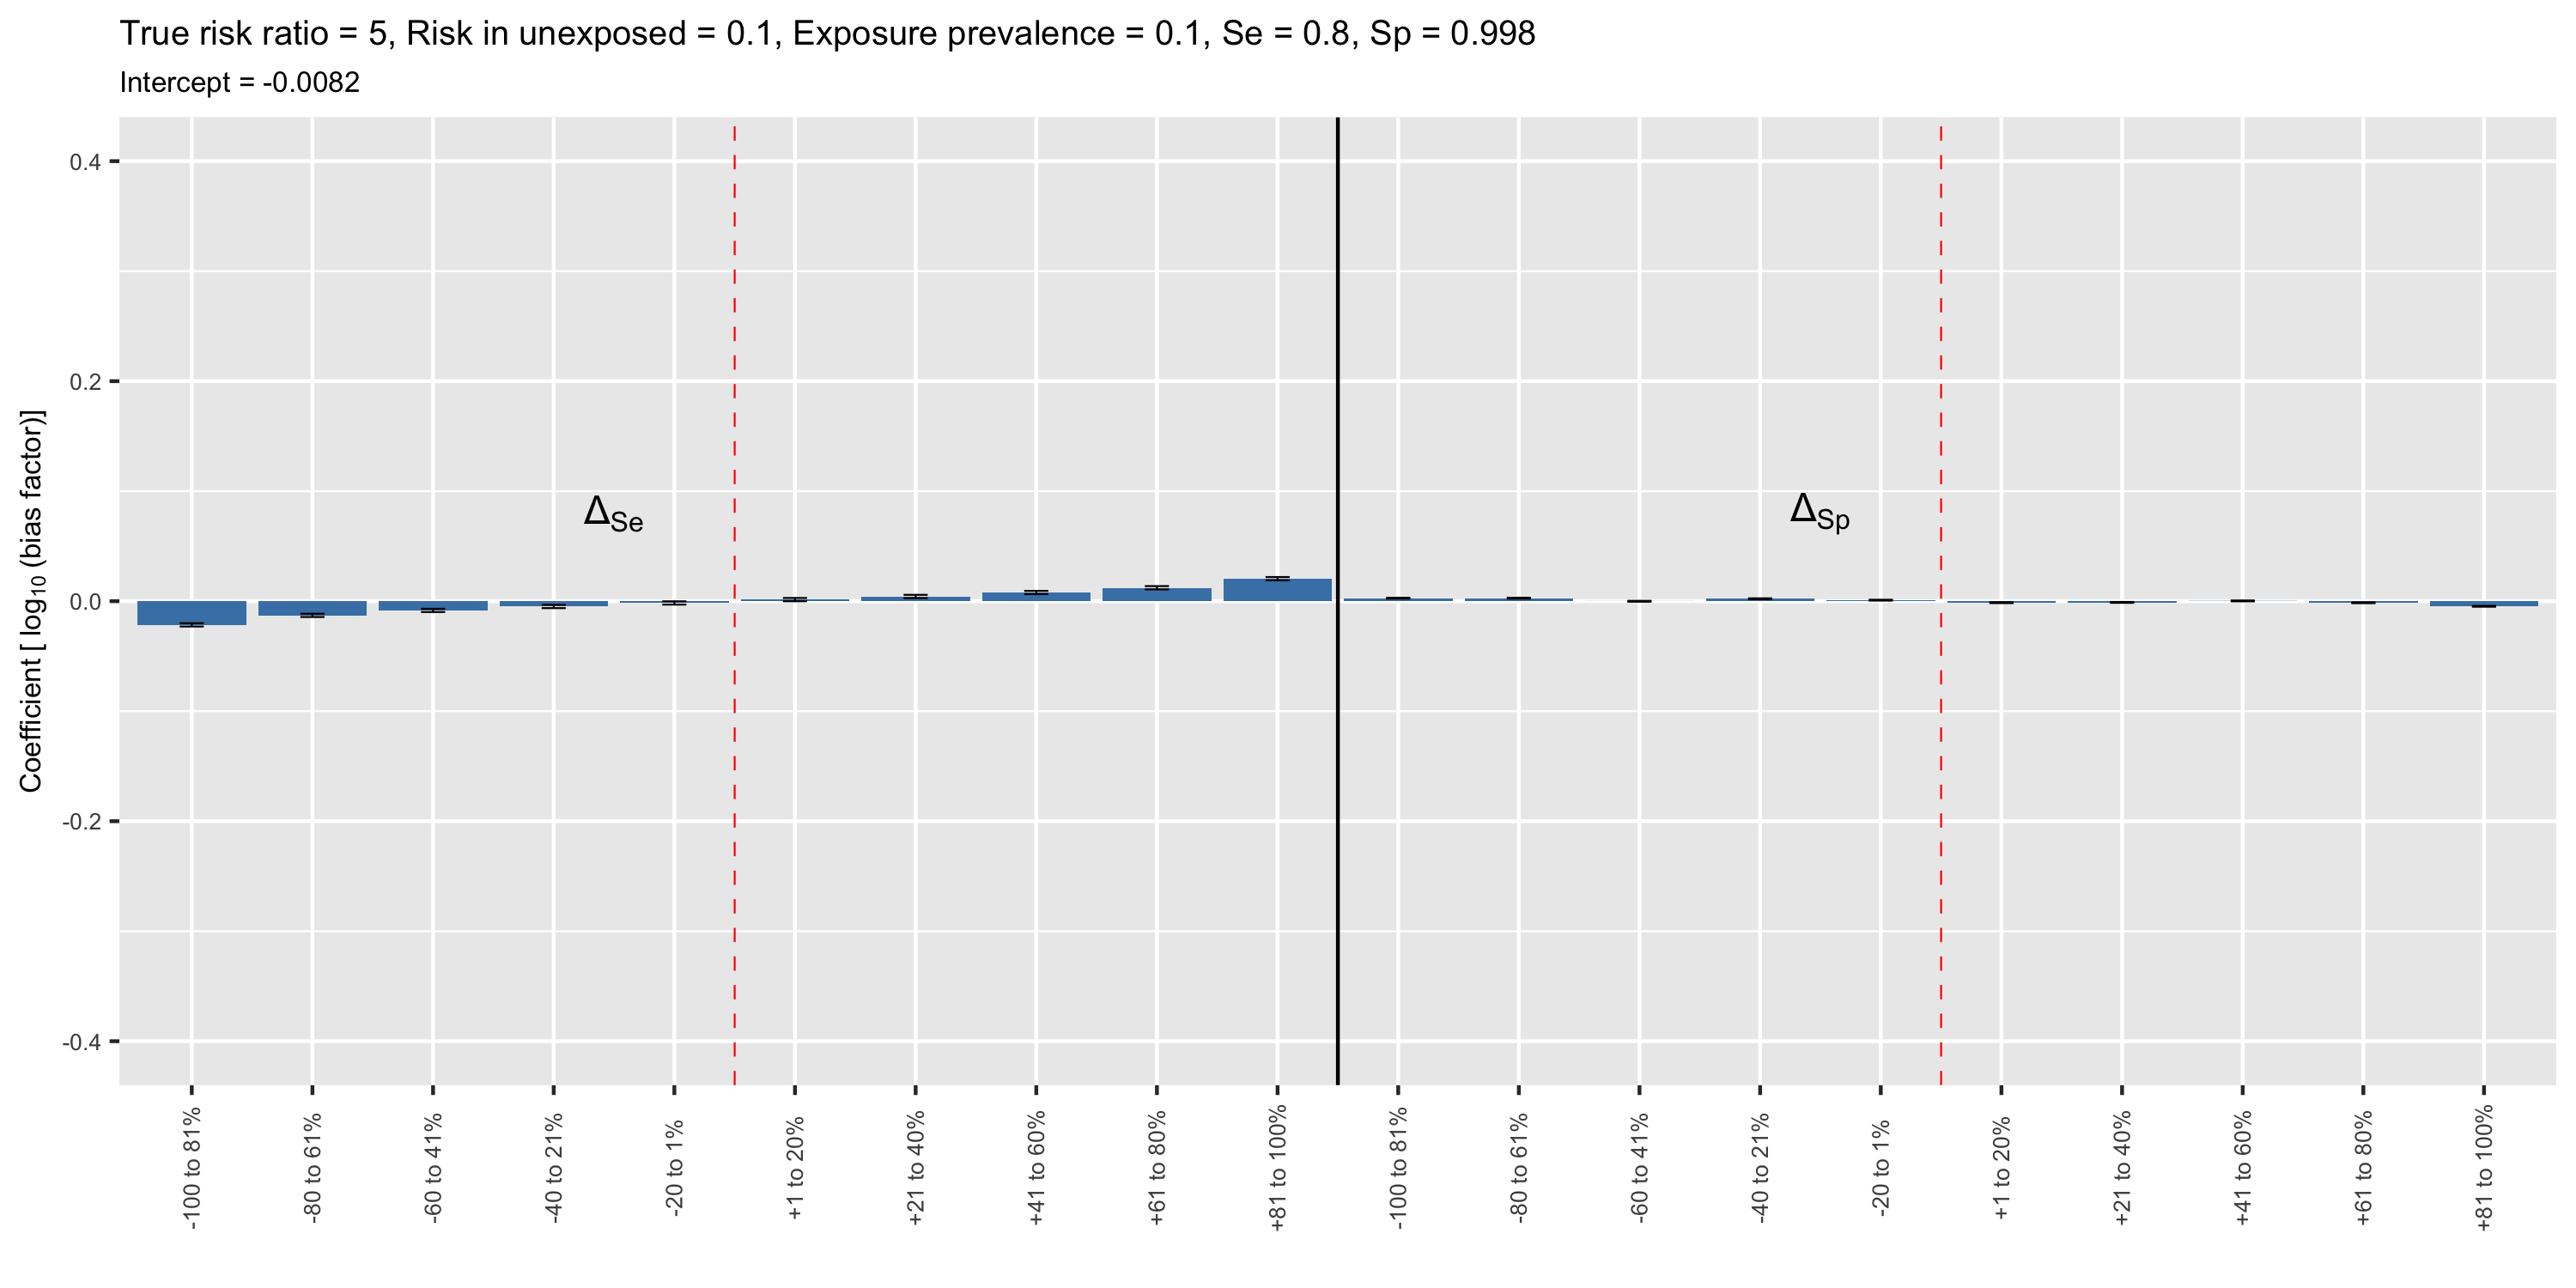 True risk ratio = 5, Risk in unexposed = 0.1, Exposure prevalence = 0.1, Se = 0.8, Sp = 0.998
Intercept = -0.0082
Coefficient [ log10 (bias factor)]
0.4
0.2
0.0
-0.2
-0.4
ΔSe
ΔSp
-100 to 81%
-80 to 61%
-60 to 41%
-40 to 21%
-20 to 1%
+1 to 20%
+21 to 40%
+41 to 60%
+61 to 80%
+81 to 100%
-100 to 81%
-80 to 61%
-60 to 41%
-40 to 21%
-20 to 1%
+1 to 20%
+21 to 40%
+41 to 60%
+61 to 80%
+81 to 100%